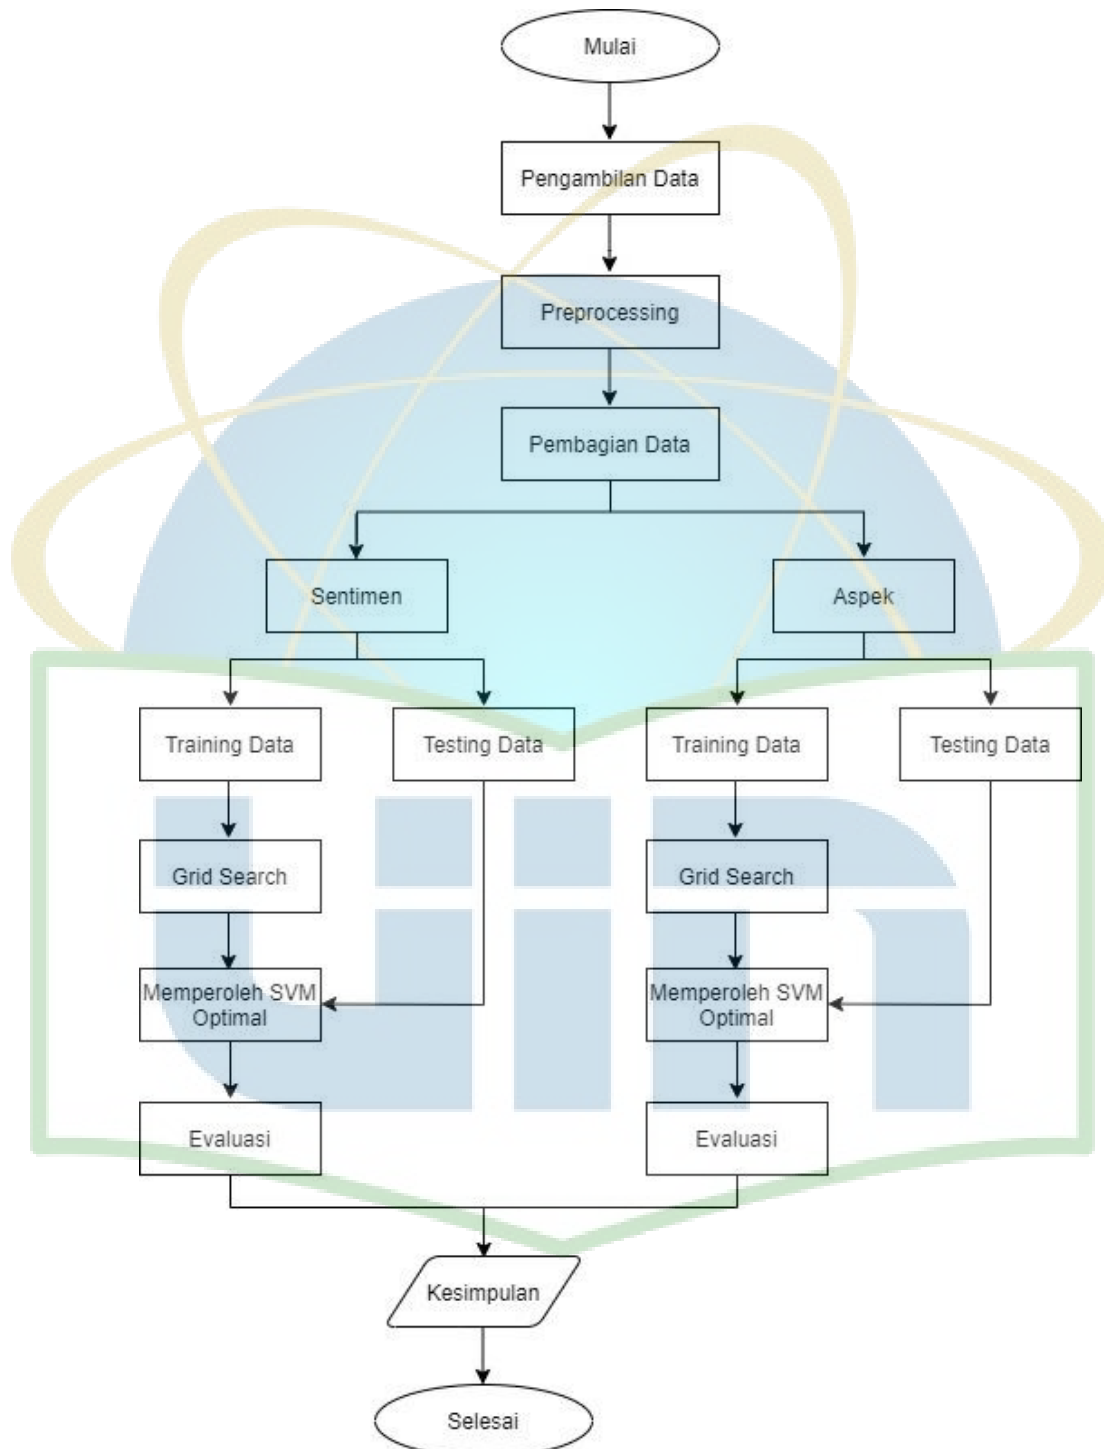 Mulai
Pengambilan Data
Preprocessing
Pembagian Data
Sentimen
Aspek
Training Data
Testing Data
Training Data
Testing Data
Grid Search
Grid Search
Memperoleh SVM
Optimal
Memperoleh SVM
Optimal
Evaluasi
Evaluasi
Kesimpulan
Selesai
uin